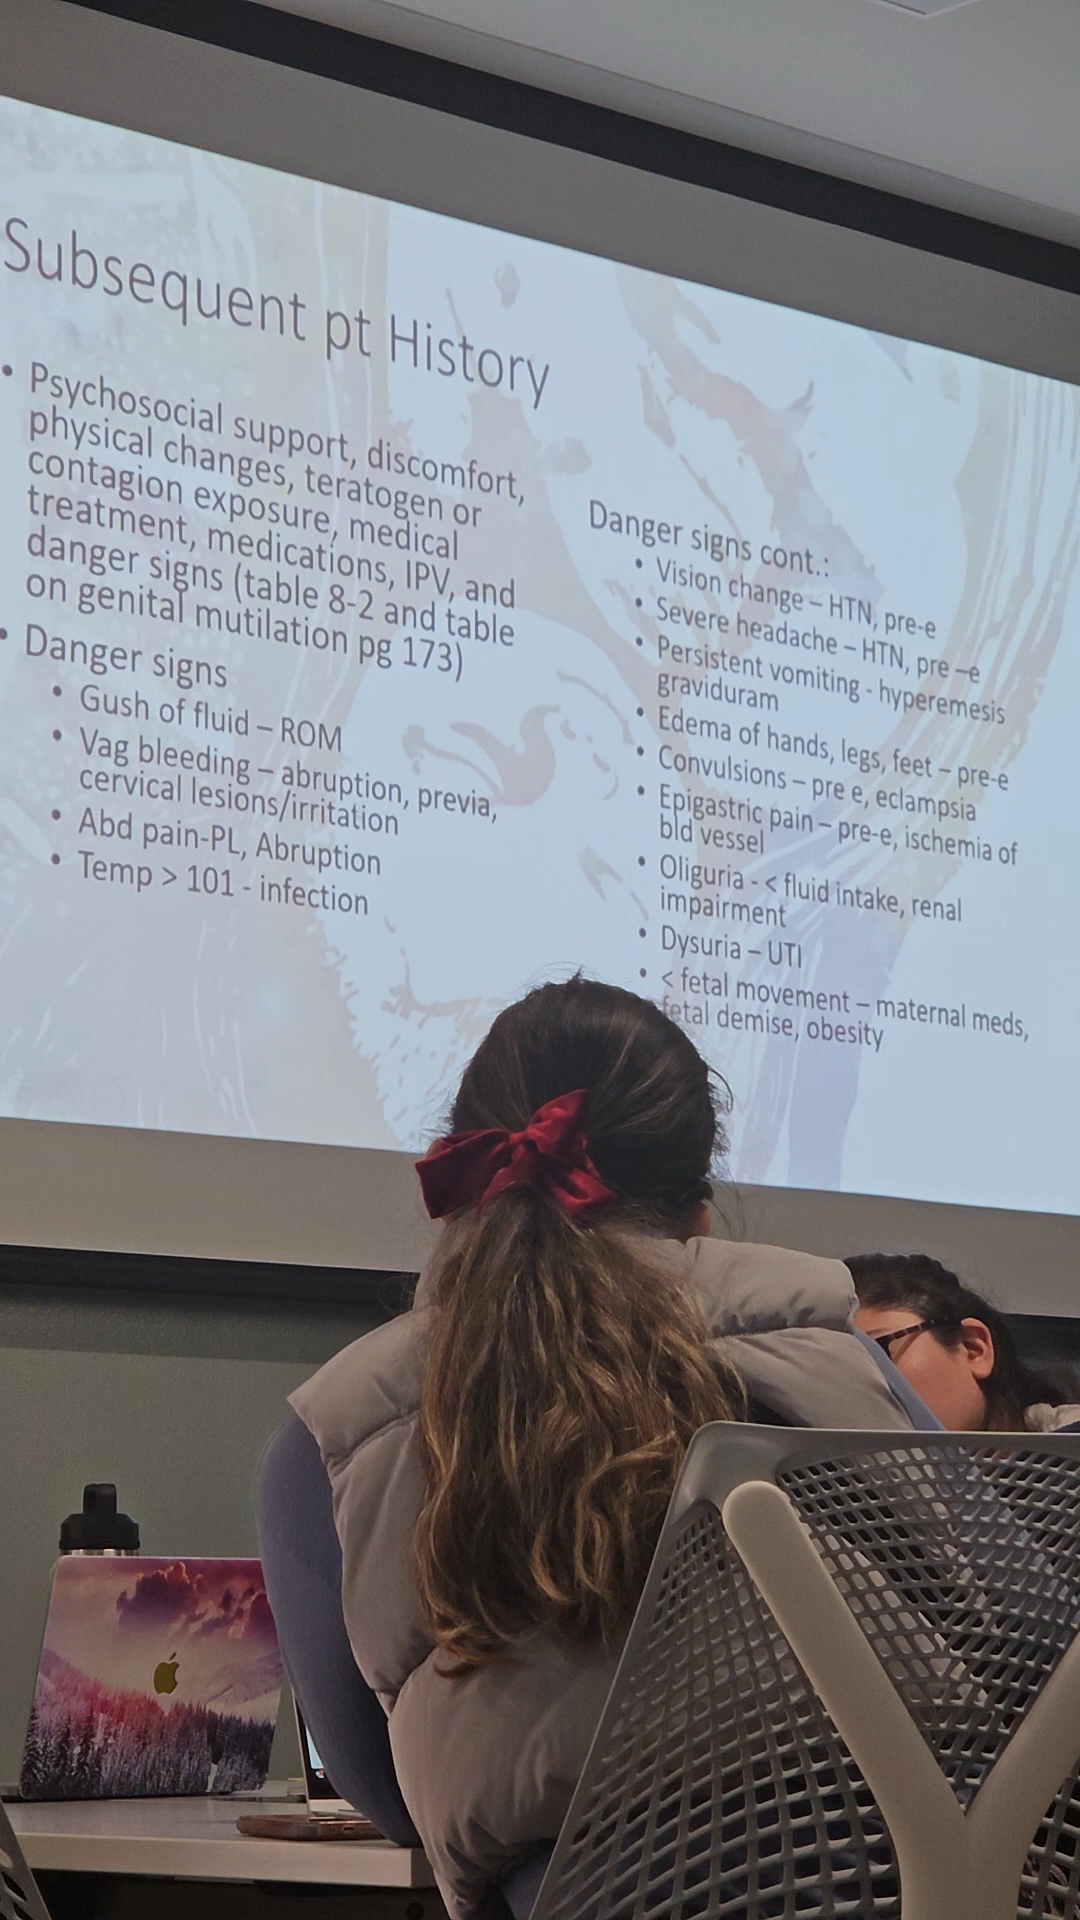 Subsequent pt History
• Psychosocial support, discomfort,
physical changes, teratogen or
contagion exposure, medical
treatment, medications, IPV, and
danger signs (table 8-2 and table
on genital mutilation pg 173)
• Danger signs
• Gush of fluid – ROM
• Vag bleeding – abruption, previa,
cervical lesions/irritation
• Abd pain-PL, Abruption
• Temp > 101 - infection
Danger signs cont.:
• Vision change – HTN, pre-e
• Severe headache – HTN, pre –e
• Persistent vomiting - hyperemesis
graviduram
• Edema of hands, legs, feet – pre-e
• Convulsions – pre e, eclampsia
• Epigastric pain – pre-e, ischemia of
bld vessel
• Oliguria - < fluid intake, renal
impairment
• Dysuria – UTI
• < fetal movement – maternal meds,
fetal demise, obesity